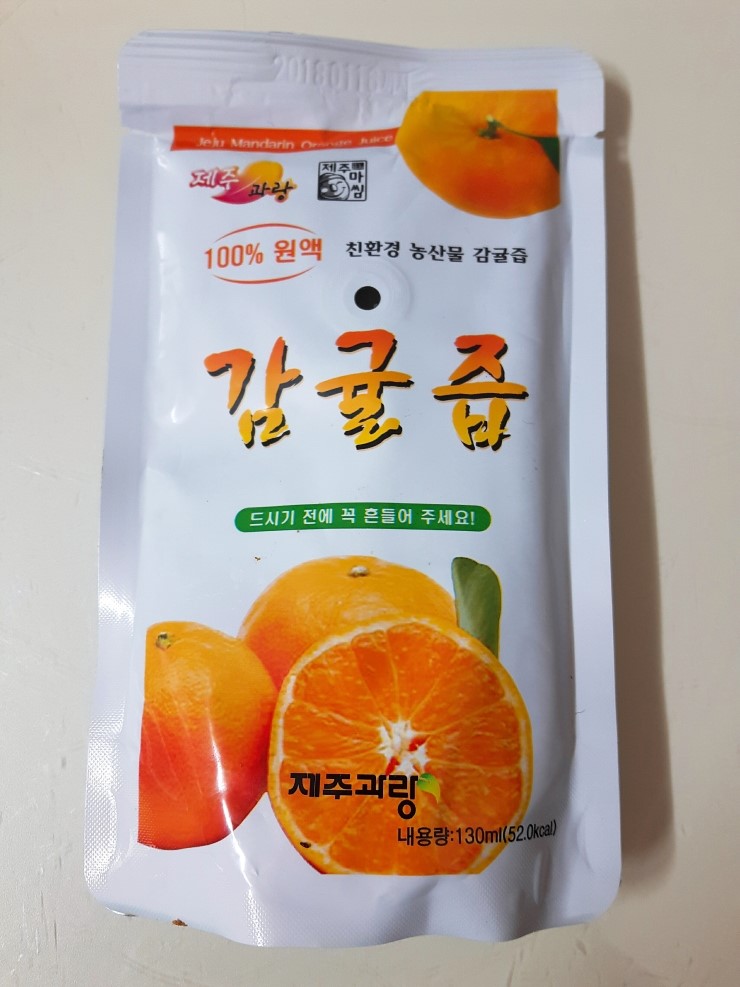 Jeju Mandarin Orange Juice
제주 과랑
제주 마씸
100% 원액
친환경 농산물 감귤즙
감귤즙
드시기 전에 꼭 흔들어 주세요!
제주과랑
내용량:130ml(52.0kcal)